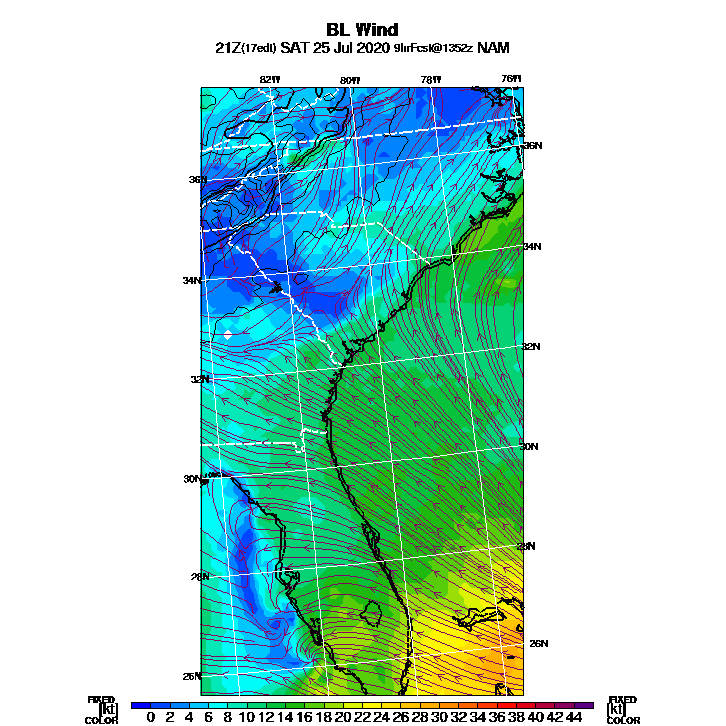 BL Wind
21Z(17edt) SAT 25 Jul 2020 9hrFcst@1352z NAM
82W 80W 78W 76W
36N
36N
34N
34N
32N
32N
30N
30N
28N
28N
26N
26N
FIXED FIXED
[kt] 0 2 4 6 8 10 12 14 16 18 20 22 24 26 28 30 32 34 36 38 40 42 44 [kt]
COLOR COLOR